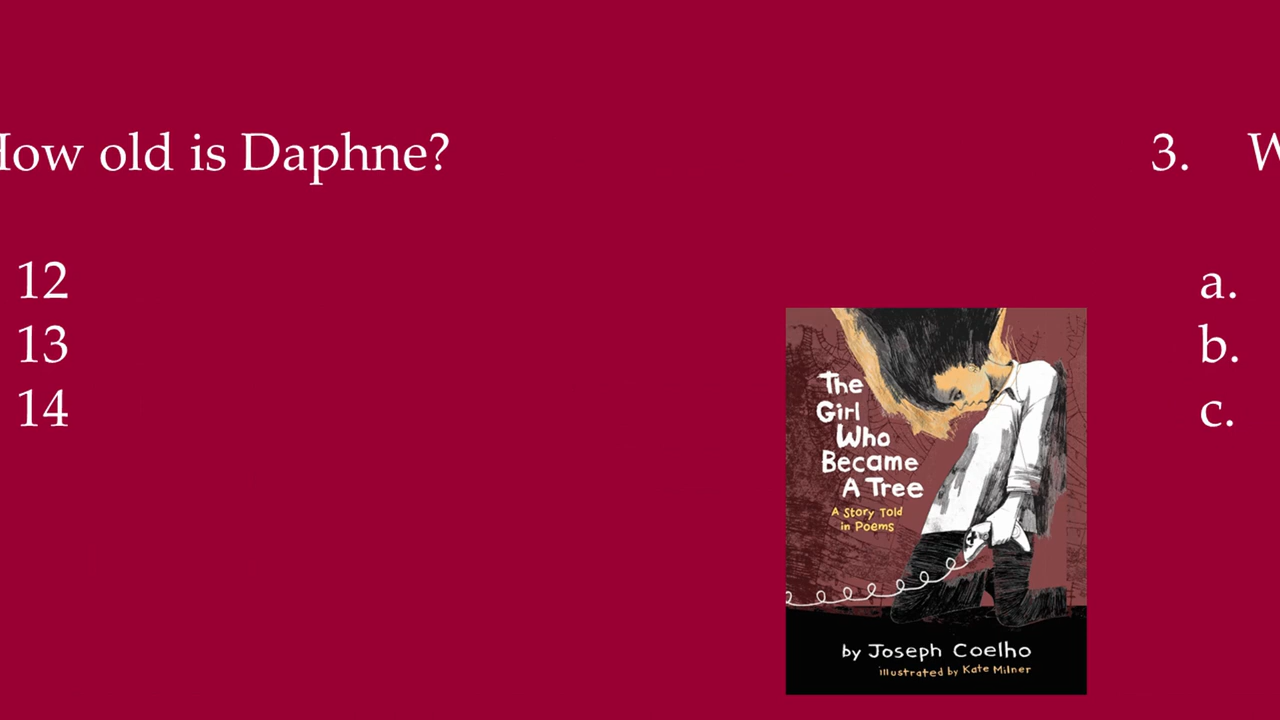 How old is Daphne?
12
13
14
The
Girl
Who
Became
A Tree
A Story Told
in Poems
by Joseph Coelho
illustrated by Kate Milner
3.
a.
b.
c.